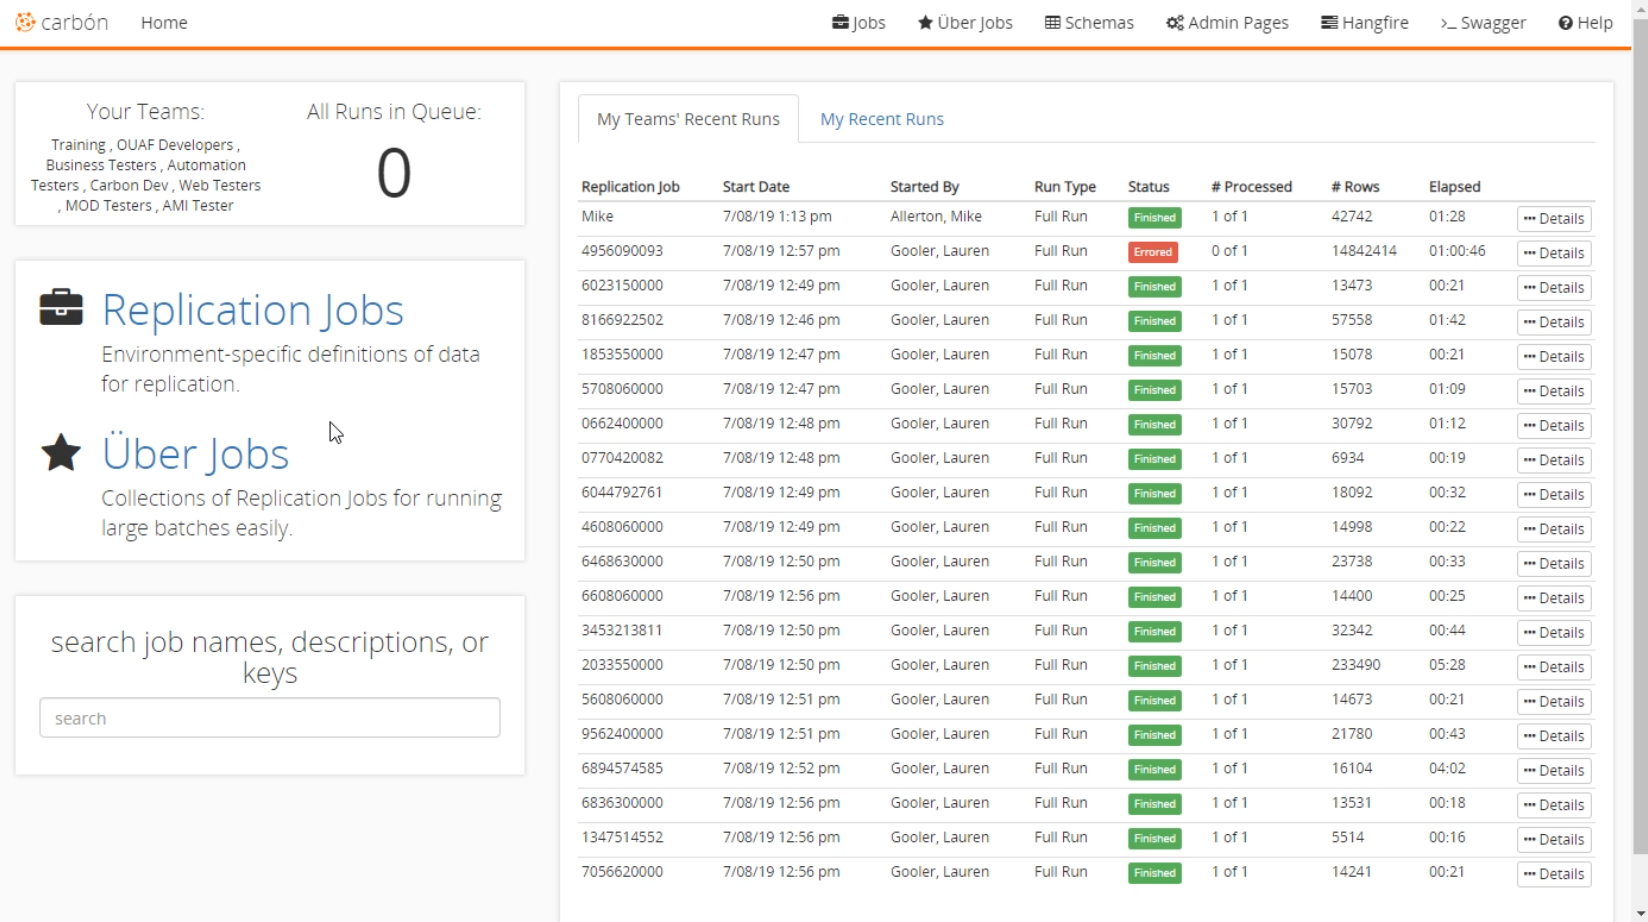 carbón Home Jobs Über Jobs Schemas Admin Pages Hangfire >_ Swagger Help
Your Teams:
Training , OUAF Developers ,
Business Testers , Automation
Testers , Carbon Dev , Web Testers
, MOD Testers , AMI Tester
All Runs in Queue:
0
Replication Jobs
Environment-specific definitions of data
for replication.
Über Jobs
Collections of Replication Jobs for running
large batches easily.
search job names, descriptions, or
keys
search
My Teams' Recent Runs My Recent Runs
Replication Job Start Date Started By Run Type Status # Processed # Rows Elapsed
Mike 7/08/19 1:13 pm Allerton, Mike Full Run Finished 1 of 1 42742 01:28 ••• Details
4956090093 7/08/19 12:57 pm Gooler, Lauren Full Run Errored 0 of 1 14842414 01:00:46 ••• Details
6023150000 7/08/19 12:49 pm Gooler, Lauren Full Run Finished 1 of 1 13473 00:21 ••• Details
8166922502 7/08/19 12:46 pm Gooler, Lauren Full Run Finished 1 of 1 57558 01:42 ••• Details
1853550000 7/08/19 12:47 pm Gooler, Lauren Full Run Finished 1 of 1 15078 00:21 ••• Details
5708060000 7/08/19 12:47 pm Gooler, Lauren Full Run Finished 1 of 1 15703 01:09 ••• Details
0662400000 7/08/19 12:48 pm Gooler, Lauren Full Run Finished 1 of 1 30792 01:12 ••• Details
0770420082 7/08/19 12:48 pm Gooler, Lauren Full Run Finished 1 of 1 6934 00:19 ••• Details
6044792761 7/08/19 12:49 pm Gooler, Lauren Full Run Finished 1 of 1 18092 00:32 ••• Details
4608060000 7/08/19 12:49 pm Gooler, Lauren Full Run Finished 1 of 1 14998 00:22 ••• Details
6468630000 7/08/19 12:50 pm Gooler, Lauren Full Run Finished 1 of 1 23738 00:33 ••• Details
6608060000 7/08/19 12:56 pm Gooler, Lauren Full Run Finished 1 of 1 14400 00:25 ••• Details
3453213811 7/08/19 12:50 pm Gooler, Lauren Full Run Finished 1 of 1 32342 00:44 ••• Details
2033550000 7/08/19 12:50 pm Gooler, Lauren Full Run Finished 1 of 1 233490 05:28 ••• Details
5608060000 7/08/19 12:51 pm Gooler, Lauren Full Run Finished 1 of 1 14673 00:21 ••• Details
9562400000 7/08/19 12:51 pm Gooler, Lauren Full Run Finished 1 of 1 21780 00:43 ••• Details
6894574585 7/08/19 12:52 pm Gooler, Lauren Full Run Finished 1 of 1 16104 04:02 ••• Details
6836300000 7/08/19 12:56 pm Gooler, Lauren Full Run Finished 1 of 1 13531 00:18 ••• Details
1347514552 7/08/19 12:56 pm Gooler, Lauren Full Run Finished 1 of 1 5514 00:16 ••• Details
7056620000 7/08/19 12:56 pm Gooler, Lauren Full Run Finished 1 of 1 14241 00:21 ••• Details